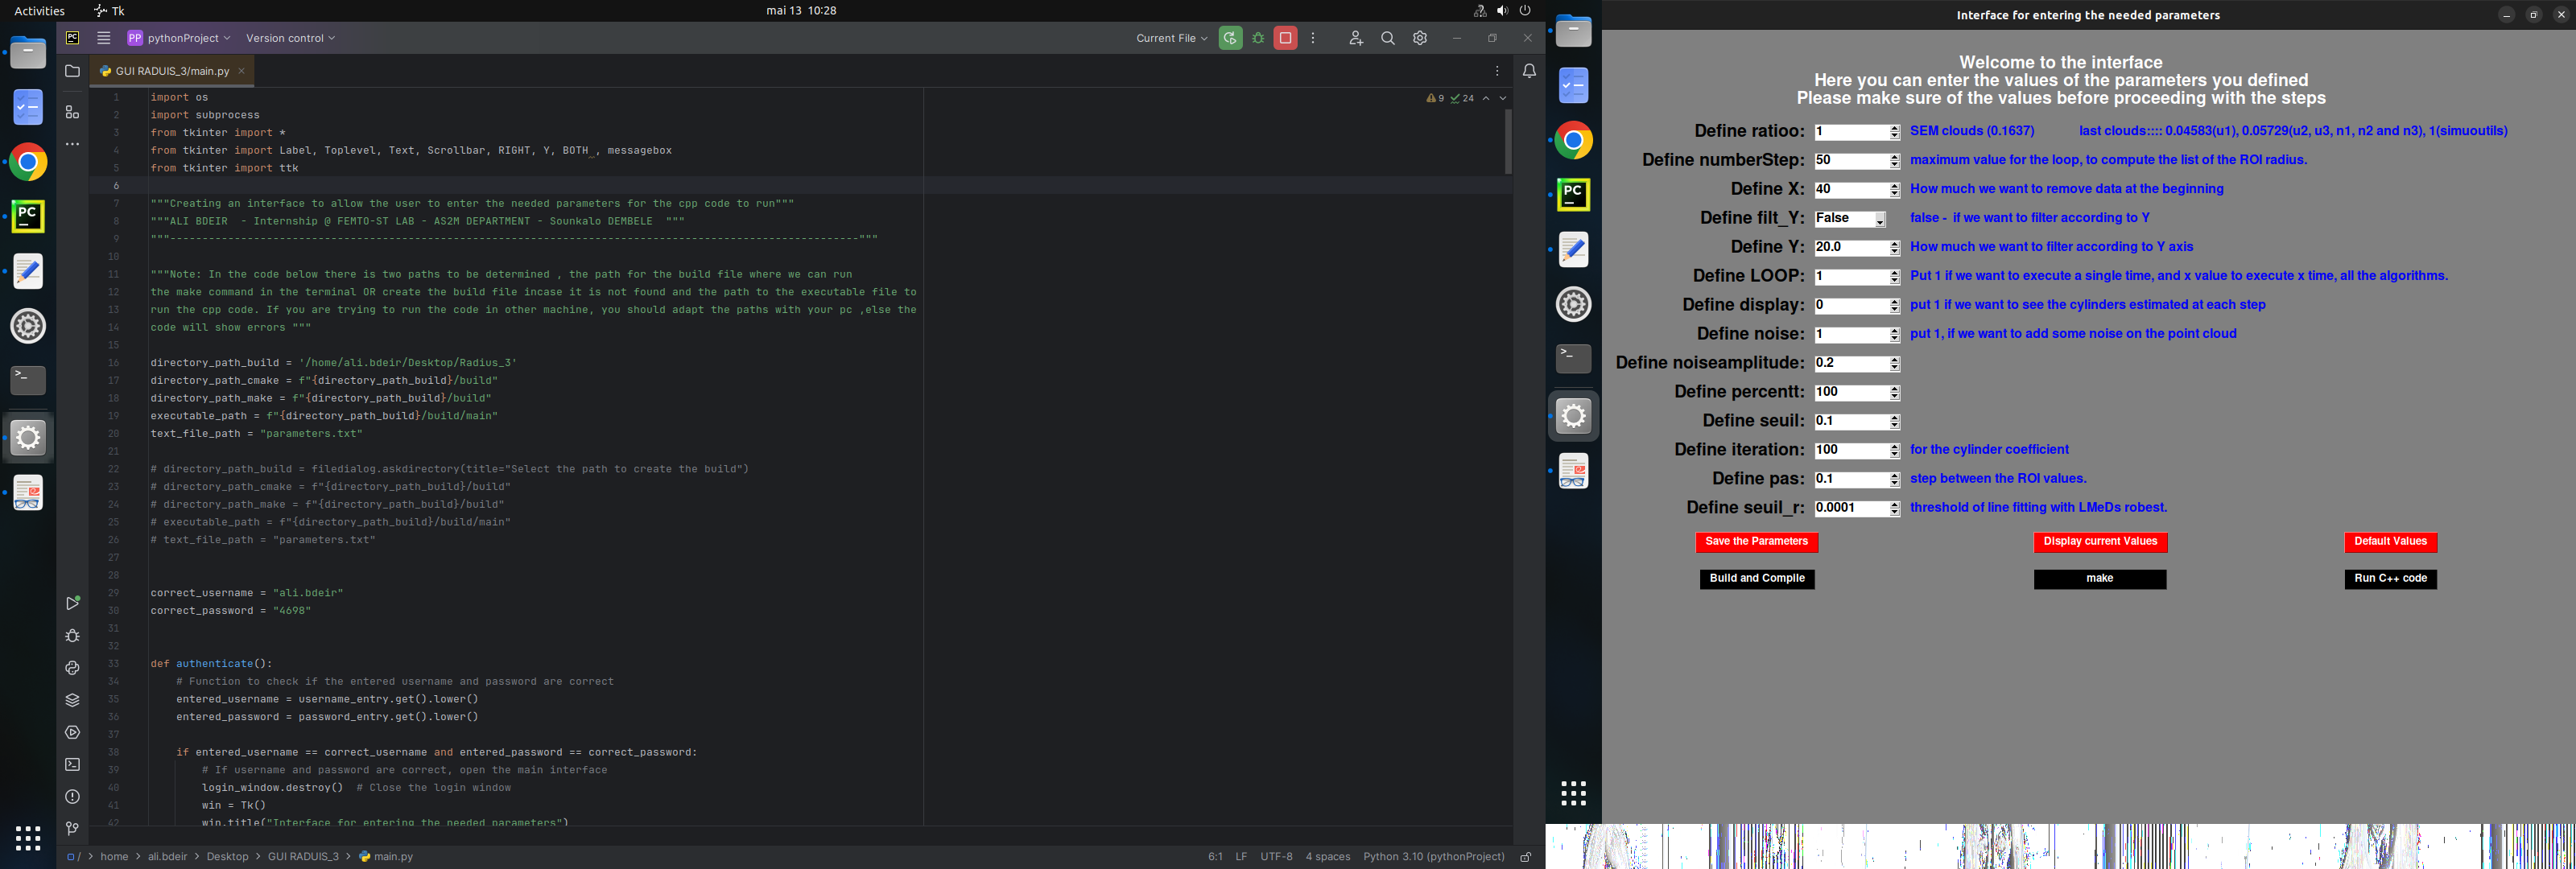 Activities
Tk
mai 13 10:28
PC
PP pythonProject
Version control
Current File
GUI RADUIS_3/main.py
9 24
1 import os
2 import subprocess
3 from tkinter import *
4 from tkinter import Label, Toplevel, Text, Scrollbar, RIGHT, Y, BOTH , messagebox
5 from tkinter import ttk
6
7 """Creating an interface to allow the user to enter the needed parameters for the cpp code to run"""
8 """ALI BDEIR  - Internship @ FEMTO-ST LAB - AS2M DEPARTMENT - Sounkalo DEMBELE  """
9 """-----------------------------------------------------------------------------------------------------------"""
10
11 """Note: In the code below there is two paths to be determined , the path for the build file where we can run
12 the make command in the terminal OR create the build file incase it is not found and the path to the executable file to
13 run the cpp code. If you are trying to run the code in other machine, you should adapt the paths with your pc ,else the
14 code will show errors """
15
16 directory_path_build = '/home/ali.bdeir/Desktop/Radius_3'
17 directory_path_cmake = f"{directory_path_build}/build"
18 directory_path_make = f"{directory_path_build}/build"
19 executable_path = f"{directory_path_build}/build/main"
20 text_file_path = "parameters.txt"
21
22 # directory_path_build = filedialog.askdirectory(title="Select the path to create the build")
23 # directory_path_cmake = f"{directory_path_build}/build"
24 # directory_path_make = f"{directory_path_build}/build"
25 # executable_path = f"{directory_path_build}/build/main"
26 # text_file_path = "parameters.txt"
27
28
29 correct_username = "ali.bdeir"
30 correct_password = "4698"
31
32
33 def authenticate():
34 # Function to check if the entered username and password are correct
35 entered_username = username_entry.get().lower()
36 entered_password = password_entry.get().lower()
37
38 if entered_username == correct_username and entered_password == correct_password:
39 # If username and password are correct, open the main interface
40 login_window.destroy()  # Close the login window
41 win = Tk()
42 win.title("Interface for entering the needed parameters")
/ > home > ali.bdeir > Desktop > GUI RADUIS_3 > main.py
6:1 LF UTF-8 4 spaces Python 3.10 (pythonProject)
PC
PC
Interface for entering the needed parameters
Welcome to the interface
Here you can enter the values of the parameters you defined
Please make sure of the values before proceeding with the steps
Define ratioo: 1 SEM clouds (0.1637) last clouds:::: 0.04583(u1), 0.05729(u2, u3, n1, n2 and n3), 1(simuoutils)
Define numberStep: 50 maximum value for the loop, to compute the list of the ROI radius.
Define X: 40 How much we want to remove data at the beginning
Define filt_Y: False false -  if we want to filter according to Y
Define Y: 20.0 How much we want to filter according to Y axis
Define LOOP: 1 Put 1 if we want to execute a single time, and x value to execute x time, all the algorithms.
Define display: 0 put 1 if we want to see the cylinders estimated at each step
Define noise: 1 put 1, if we want to add some noise on the point cloud
Define noiseamplitude: 0.2
Define percentt: 100
Define seuil: 0.1
Define iteration: 100 for the cylinder coefficient
Define pas: 0.1 step between the ROI values.
Define seuil_r: 0.0001 threshold of line fitting with LMeDs robest.
Save the Parameters Display current Values Default Values
Build and Compile make Run C++ code